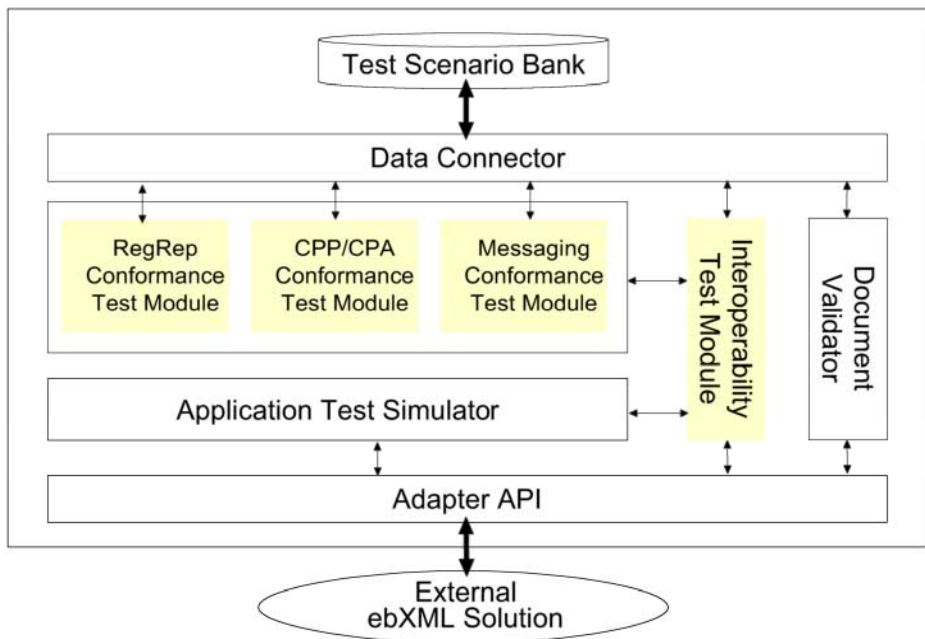 Test Scenario Bank
Data Connector
RegRep
Conformance
Test Module
CPP/CPA
Conformance
Test Module
Messaging
Conformance
Test Module
Interoperability
Test Module
Document
Validator
Application Test Simulator
Adapter API
External
ebXML Solution